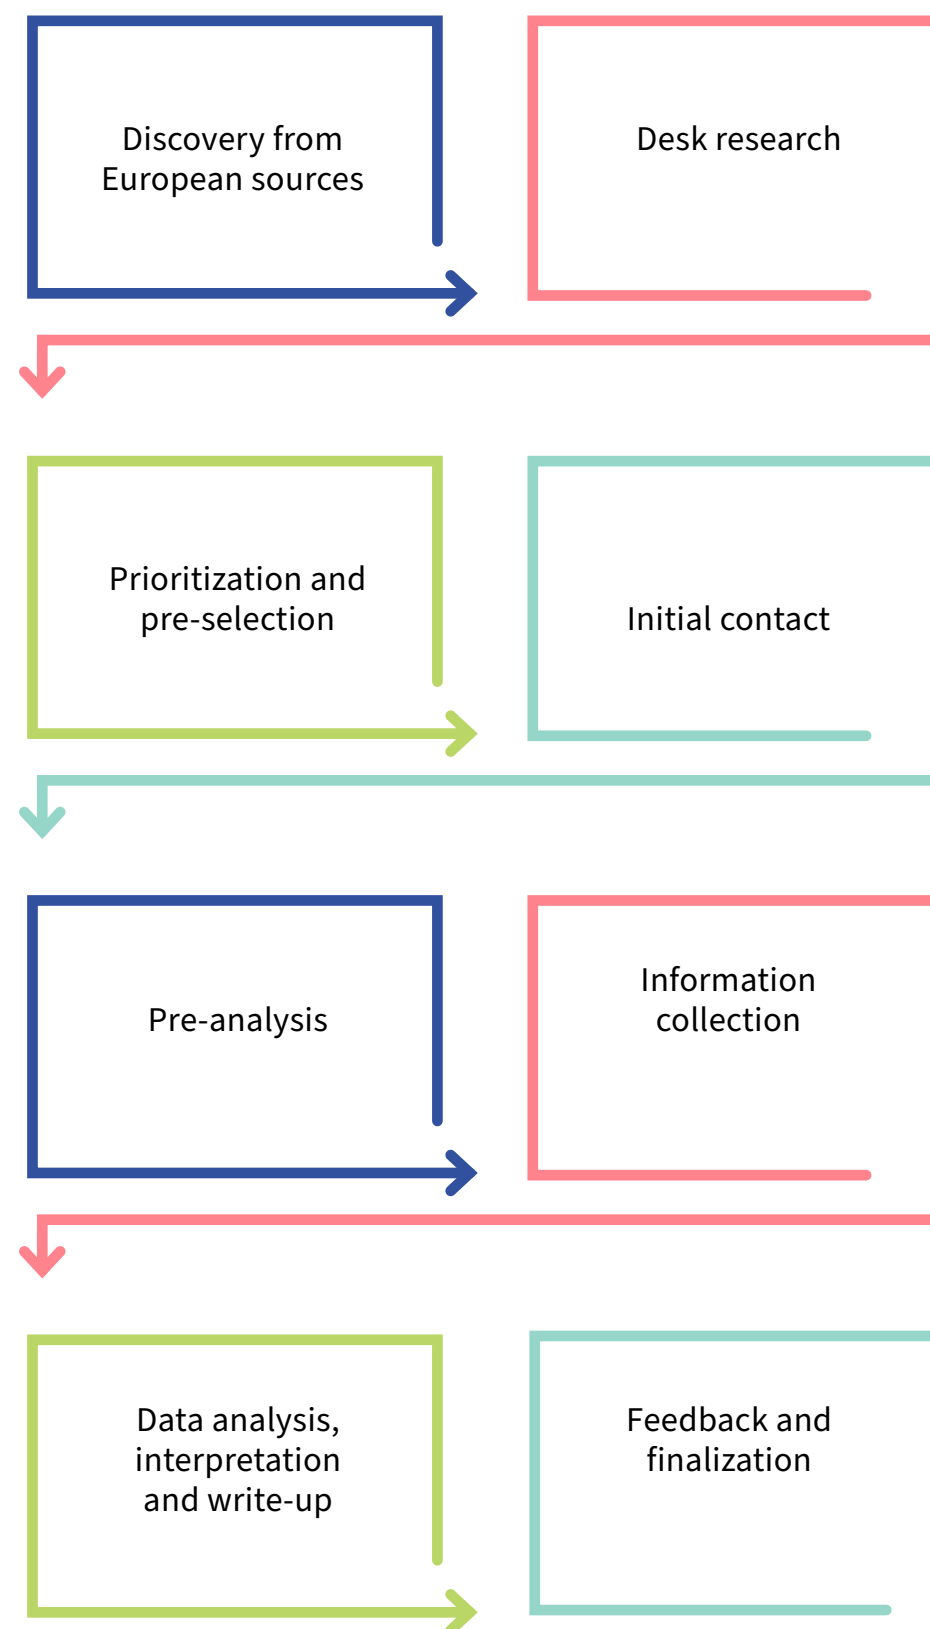 Discovery from
European sources
Desk research
Prioritization and
pre-selection
Initial contact
Pre-analysis
Information
collection
Data analysis,
interpretation
and write-up
Feedback and
finalization